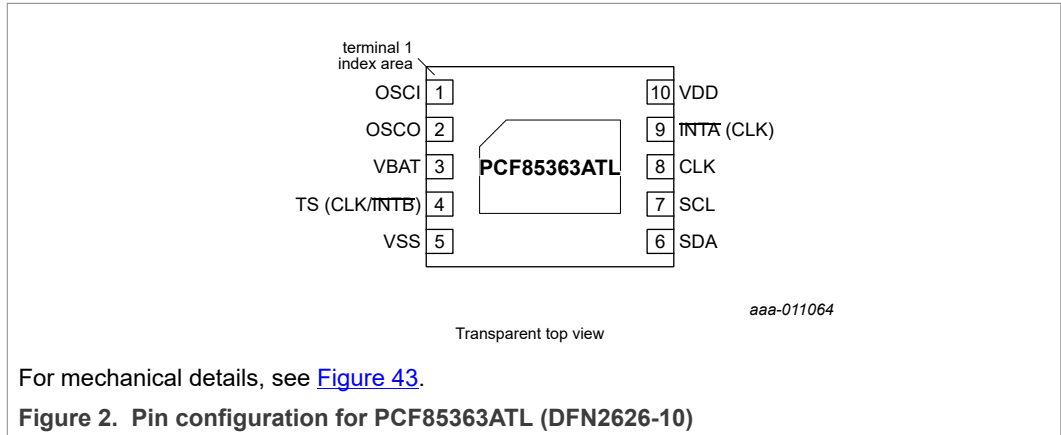 terminal 1
index area
OSCI 1
OSCO 2
VBAT 3
TS (CLK/INTB) 4
VSS 5
PCF85363ATL
10 VDD
9 INTA (CLK)
8 CLK
7 SCL
6 SDA
aaa-011064
Transparent top view
For mechanical details, see Figure 43.
Figure 2. Pin configuration for PCF85363ATL (DFN2626-10)